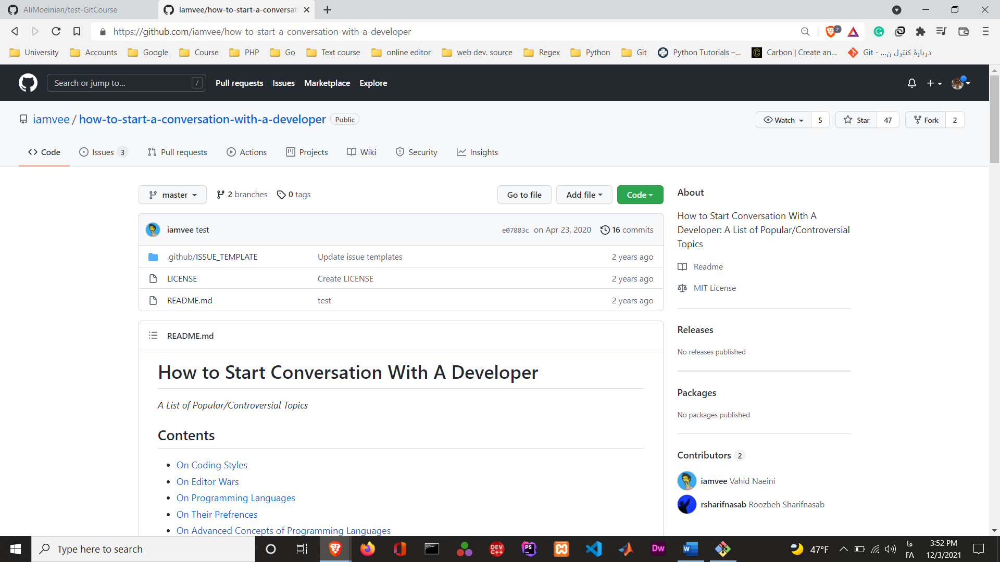 AliMoeinian/test-GitCourse
iamvee/how-to-start-a-conversat
https://github.com/iamvee/how-to-start-a-conversation-with-a-developer
2
University Accounts Google Course PHP Go Text course online editor web dev. source Regex Python Git Python Tutorials –... Carbon | Create an... Git - ...دربارهٔ کنترل ن
Search or jump to... /
Pull requests Issues Marketplace Explore
iamvee / how-to-start-a-conversation-with-a-developer Public
Watch 5 Star 47 Fork 2
Code Issues 3 Pull requests Actions Projects Wiki Security Insights
master 2 branches 0 tags Go to file Add file Code
iamvee test e07883c on Apr 23, 2020 16 commits
.github/ISSUE_TEMPLATE Update issue templates 2 years ago
LICENSE Create LICENSE 2 years ago
README.md test 2 years ago
README.md
How to Start Conversation With A Developer
A List of Popular/Controversial Topics
Contents
On Coding Styles
On Editor Wars
On Programming Languages
On Their Prefrences
On Advanced Concepts of Programming Languages
About
How to Start Conversation With A
Developer: A List of Popular/Controversial
Topics
Readme
MIT License
Releases
No releases published
Packages
No packages published
Contributors 2
iamvee Vahid Naeini
rsharifnasab Roozbeh Sharifnasab
Type here to search
DEV C++
PS
Dw
W
47°F
فا
FA
3:52 PM
12/3/2021